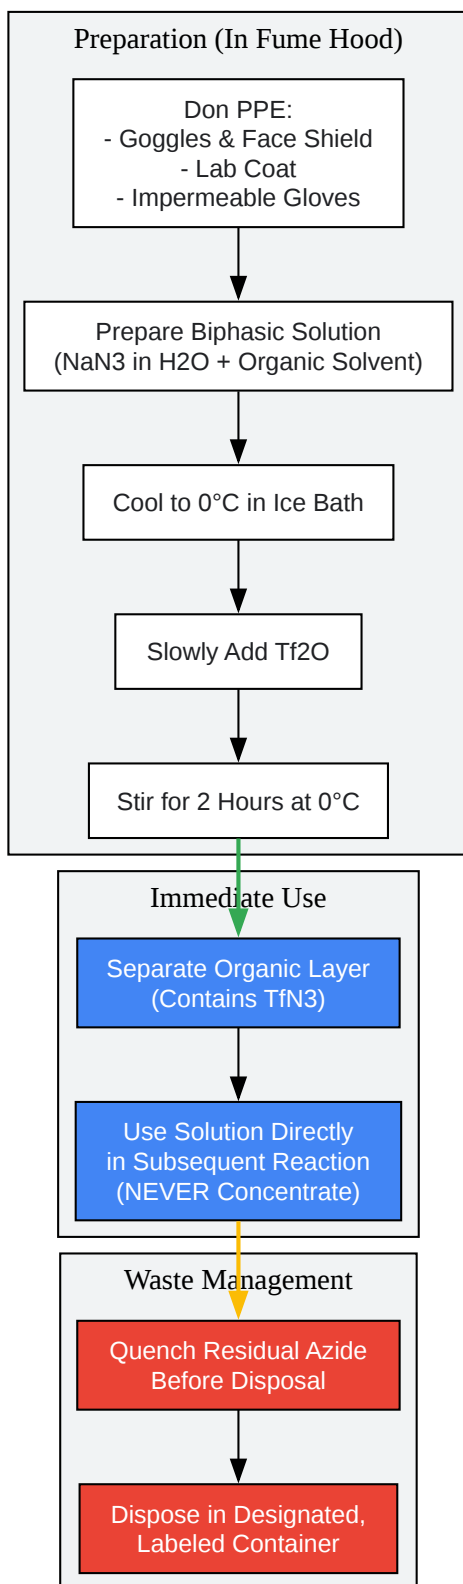 Preparation (In Fume Hood)
Don PPE:
- Goggles & Face Shield
- Lab Coat
- Impermeable Gloves
Prepare Biphasic Solution
(NaN3 in H2O + Organic Solvent)
Cool to 0°C in Ice Bath
Slowly Add Tf2O
Stir for 2 Hours at 0°C
Immediate Use
Separate Organic Layer
(Contains TfN3)
Use Solution Directly
in Subsequent Reaction
(NEVER Concentrate)
Waste Management
Quench Residual Azide
Before Disposal
Dispose in Designated,
Labeled Container